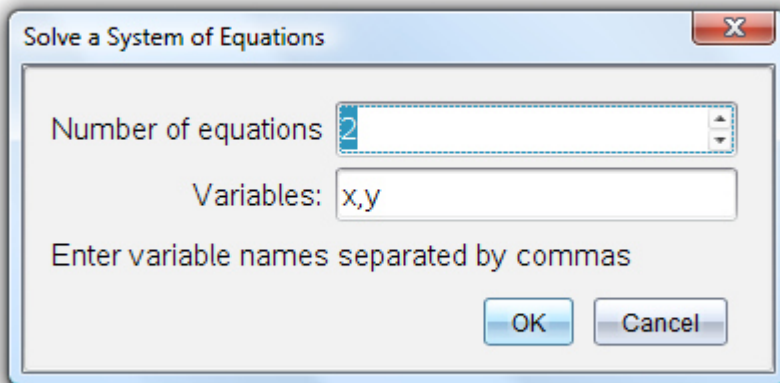 Solve a System of Equations
Number of equations 2
Variables: x,y
Enter variable names separated by commas
OK Cancel